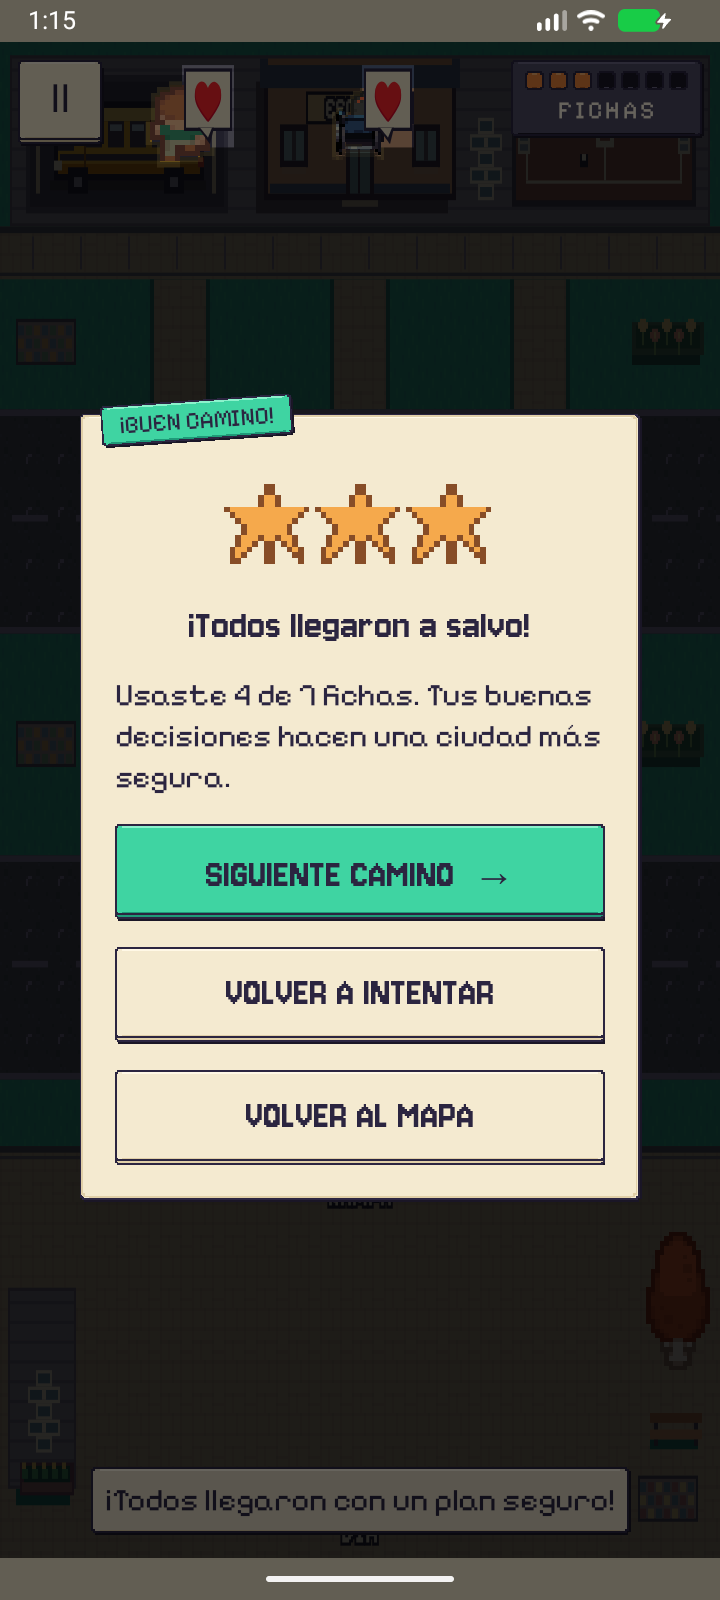 1:15
FICHAS
¡BUEN CAMINO!
¡Todos llegaron a salvo!
Usaste 4 de 7 fichas. Tus buenas
decisiones hacen una ciudad más
segura.
SIGUIENTE CAMINO →
VOLVER A INTENTAR
VOLVER AL MAPA
¡Todos llegaron con un plan seguro!